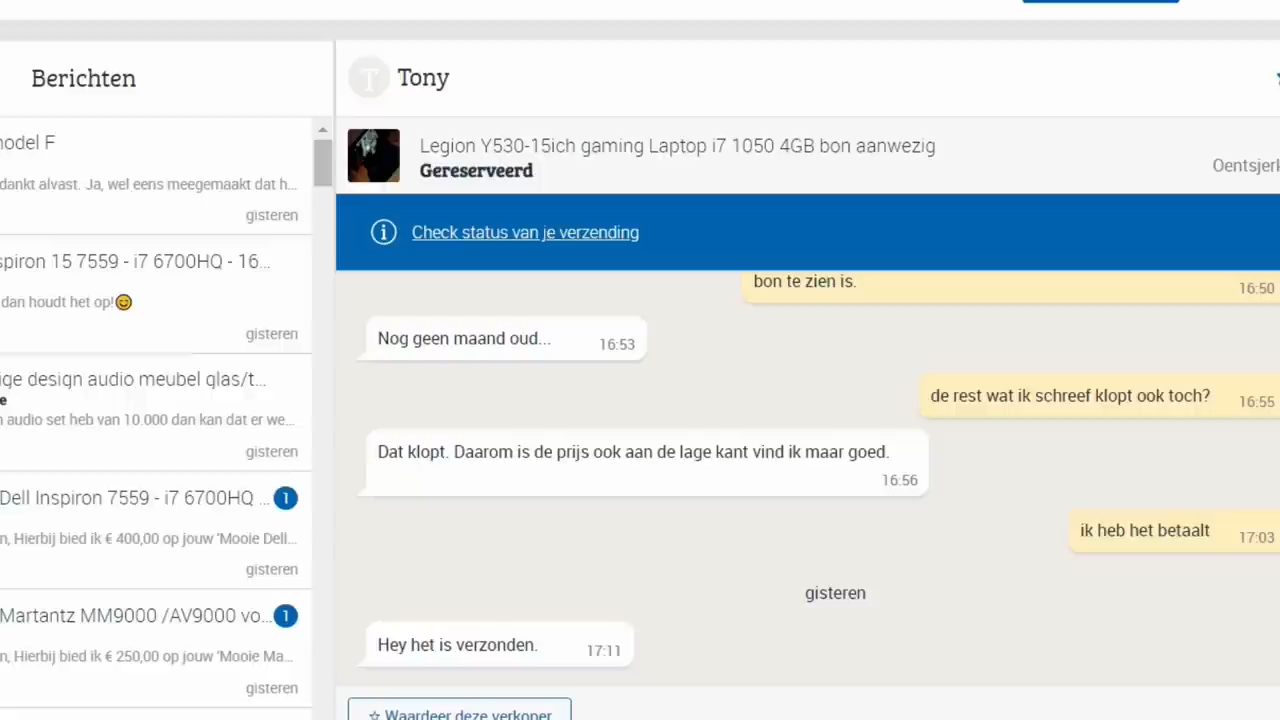 Berichten
model F
dankt alvast. Ja, wel eens meegemaakt dat h...
gisteren
spiron 15 7559 - i7 6700HQ - 16...
dan houdt het op!😊
gisteren
ige design audio meubel glas/t...
e
n audio set heb van 10.000 dan kan dat er we...
gisteren
Dell Inspiron 7559 - i7 6700HQ ... 1
n, Hierbij bied ik € 400,00 op jouw 'Mooie Dell...
gisteren
Martantz MM9000 /AV9000 vo... 1
n, Hierbij bied ik € 250,00 op jouw 'Mooie Ma...
gisteren
T Tony
Legion Y530-15ich gaming Laptop i7 1050 4GB bon aanwezig
Gereserveerd
Oentsjerk
Check status van je verzending
bon te zien is. 16:50
Nog geen maand oud... 16:53
de rest wat ik schreef klopt ook toch? 16:55
Dat klopt. Daarom is de prijs ook aan de lage kant vind ik maar goed.
16:56
ik heb het betaalt 17:03
gisteren
Hey het is verzonden. 17:11
☆ Waardeer deze verkoper